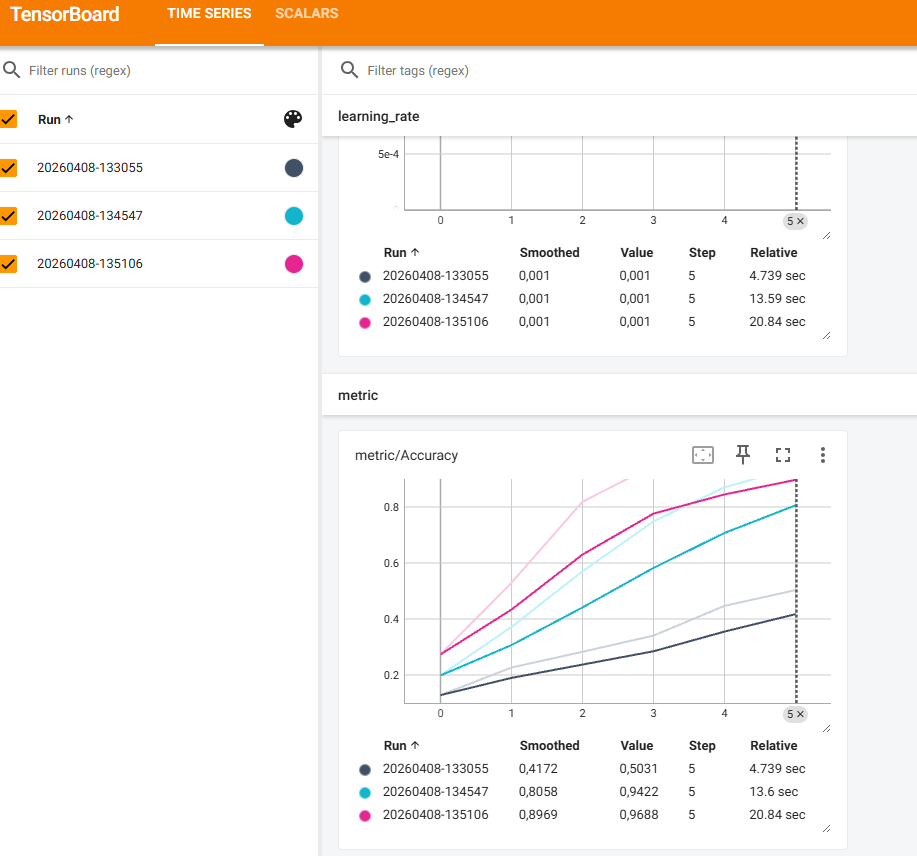 TensorBoard TIME SERIES SCALARS
Filter runs (regex)
Run ↑
20260408-133055
20260408-134547
20260408-135106
Filter tags (regex)
learning_rate
5e-4
0 1 2 3 4 5 ×
Run ↑ Smoothed Value Step Relative
20260408-133055 0,001 0,001 5 4.739 sec
20260408-134547 0,001 0,001 5 13.59 sec
20260408-135106 0,001 0,001 5 20.84 sec
metric
metric/Accuracy
0.8
0.6
0.4
0.2
0 1 2 3 4 5 ×
Run ↑ Smoothed Value Step Relative
20260408-133055 0,4172 0,5031 5 4.739 sec
20260408-134547 0,8058 0,9422 5 13.6 sec
20260408-135106 0,8969 0,9688 5 20.84 sec